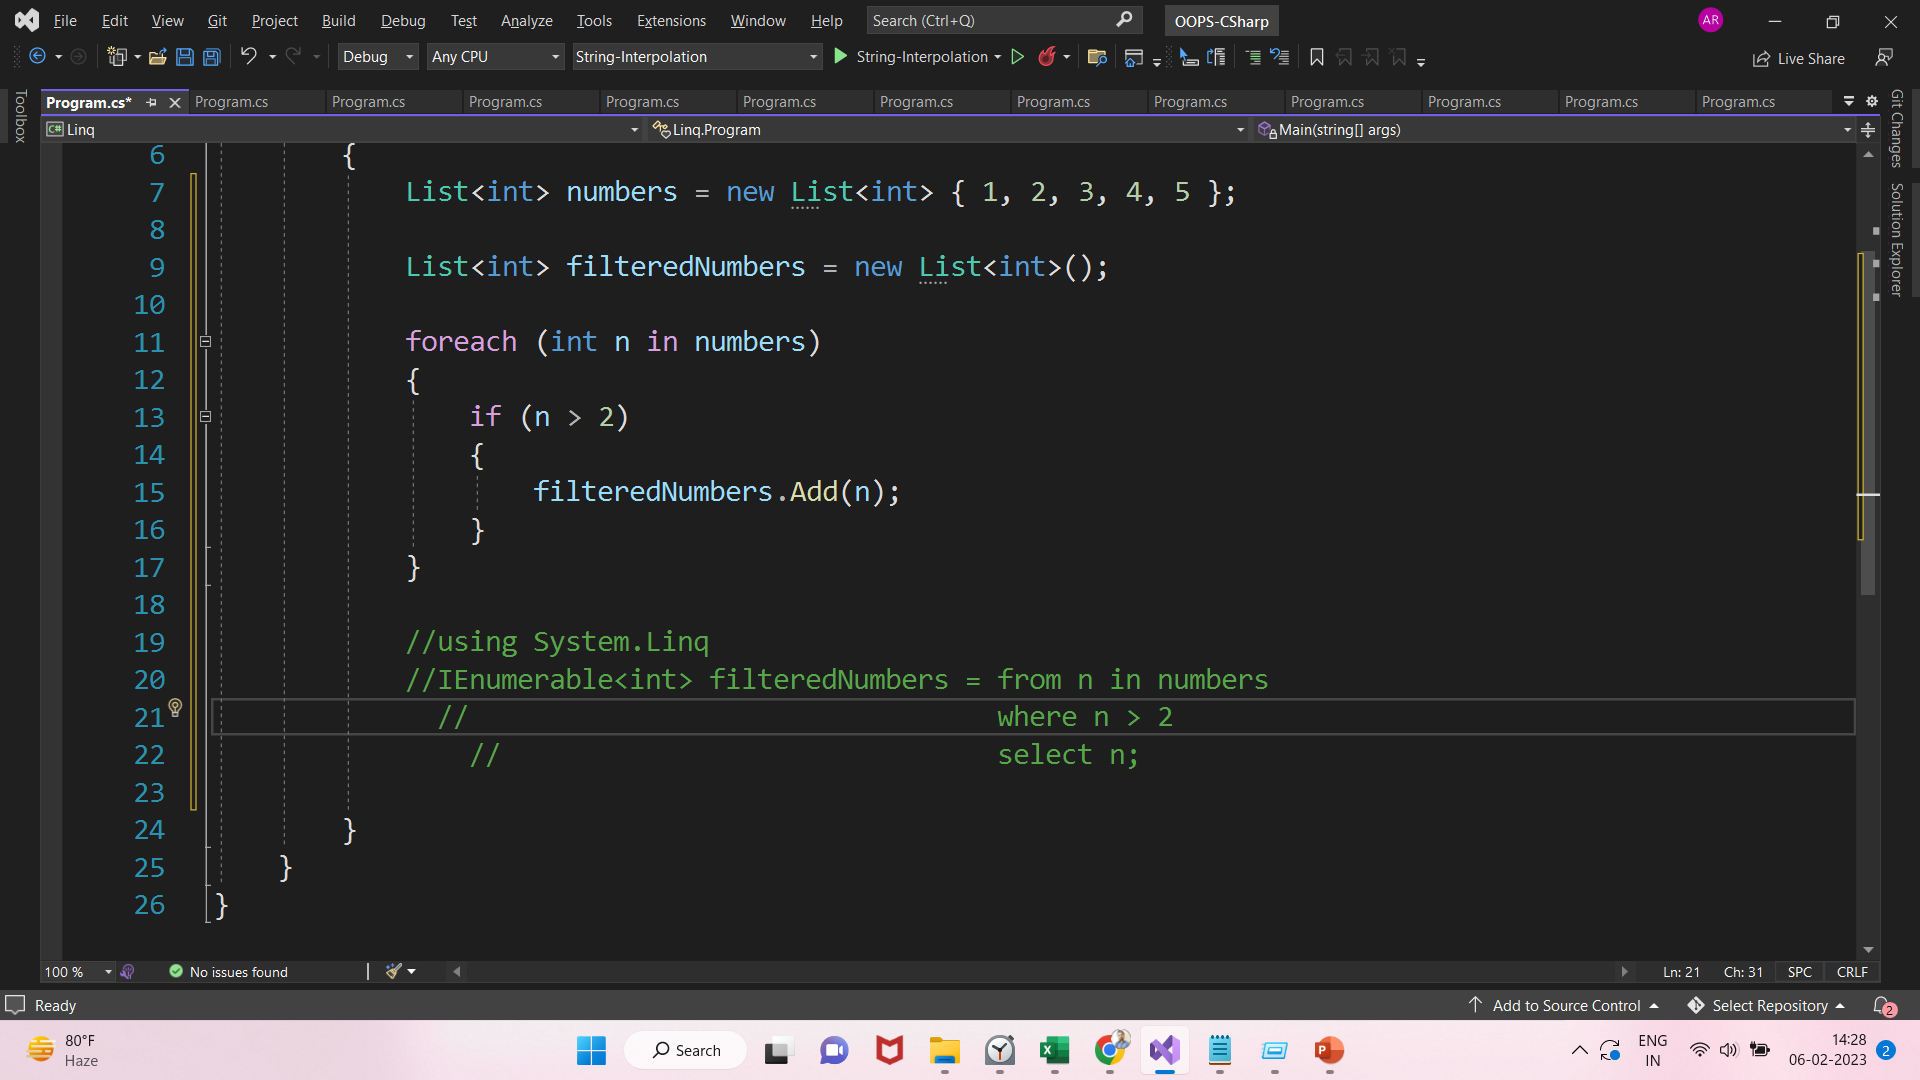 File Edit View Git Project Build Debug Test Analyze Tools Extensions Window Help Search (Ctrl+Q) OOPS-CSharp AR
Debug Any CPU String-Interpolation String-Interpolation Live Share
Toolbox
Program.cs* Program.cs Program.cs Program.cs Program.cs Program.cs Program.cs Program.cs Program.cs Program.cs Program.cs Program.cs Program.cs
C# Linq Linq.Program Main(string[] args)
Git Changes
Solution Explorer
6 {
7 List<int> numbers = new List<int> { 1, 2, 3, 4, 5 };
8
9 List<int> filteredNumbers = new List<int>();
10
11 foreach (int n in numbers)
12 {
13 if (n > 2)
14 {
15 filteredNumbers.Add(n);
16 }
17 }
18
19 //using System.Linq
20 //IEnumerable<int> filteredNumbers = from n in numbers
21 // where n > 2
22 // select n;
23
24 }
25 }
26 }
100 % No issues found Ln: 21 Ch: 31 SPC CRLF
Ready Add to Source Control Select Repository 2
80°F
Haze
Search
ENG
IN
14:28
06-02-2023
2